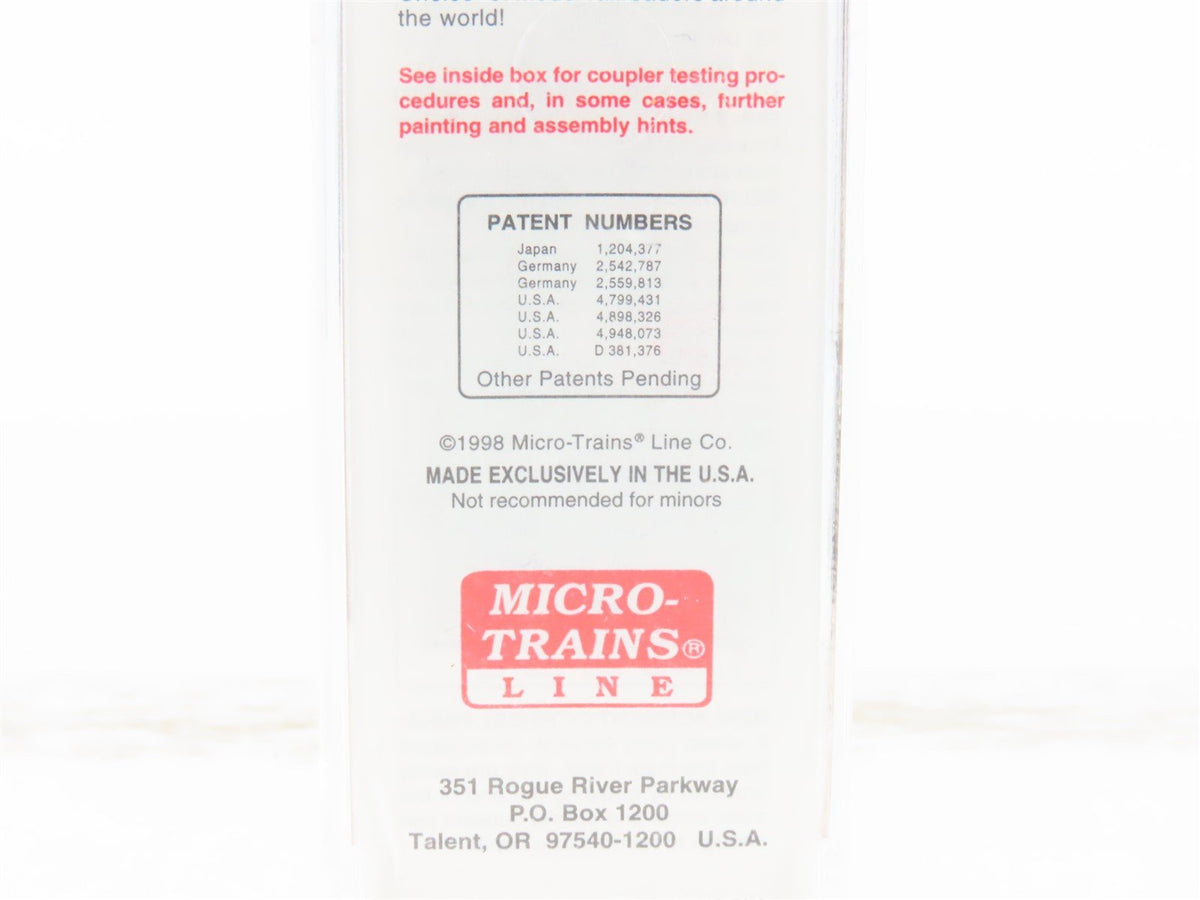 the world!
See inside box for coupler testing pro-
cedures and, in some cases, further
painting and assembly hints.
PATENT NUMBERS
Japan 1,204,377
Germany 2,542,787
Germany 2,559,813
U.S.A. 4,799,431
U.S.A. 4,898,326
U.S.A. 4,948,073
U.S.A. D 381,376
Other Patents Pending
©1998 Micro-Trains® Line Co.
MADE EXCLUSIVELY IN THE U.S.A.
Not recommended for minors
MICRO-
TRAINS®
LINE
351 Rogue River Parkway
P.O. Box 1200
Talent, OR 97540-1200 U.S.A.